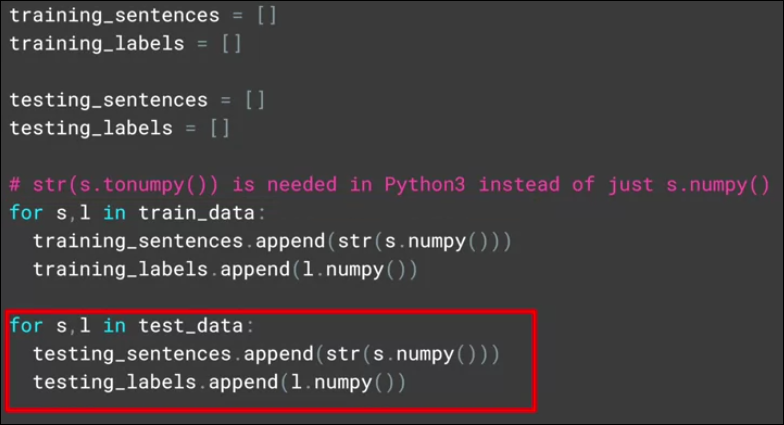 training_sentences = []
training_labels = []
testing_sentences = []
testing_labels = []
# str(s.tonumpy()) is needed in Python3 instead of just s.numpy()
for s,l in train_data:
training_sentences.append(str(s.numpy()))
training_labels.append(l.numpy())
for s,l in test_data:
testing_sentences.append(str(s.numpy()))
testing_labels.append(l.numpy())